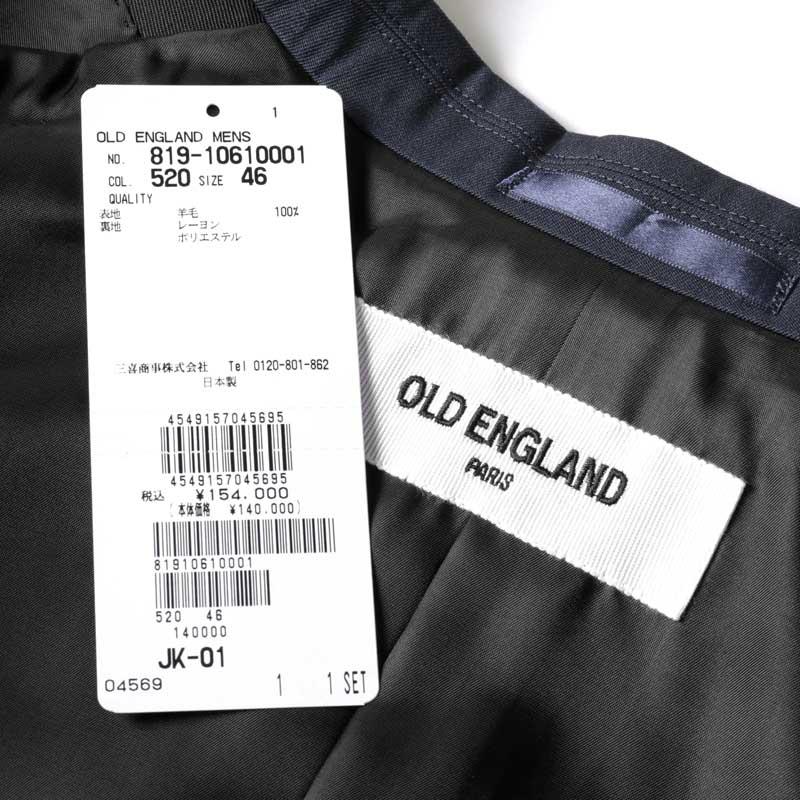 1
OLD ENGLAND MENS
NO. 819-10610001
COL. 520 SIZE 46
QUALITY
表地 羊毛 100%
裏地 レーヨン
ポリエステル
三喜商事株式会社 Tel 0120-801-862
日本製
4549157045695
4549157045695
税込 ¥154.000
(本体価格 ¥140.000)
81910610001
520 46
140000
JK-01
04569 1 1 SET
OLD ENGLAND
PARIS